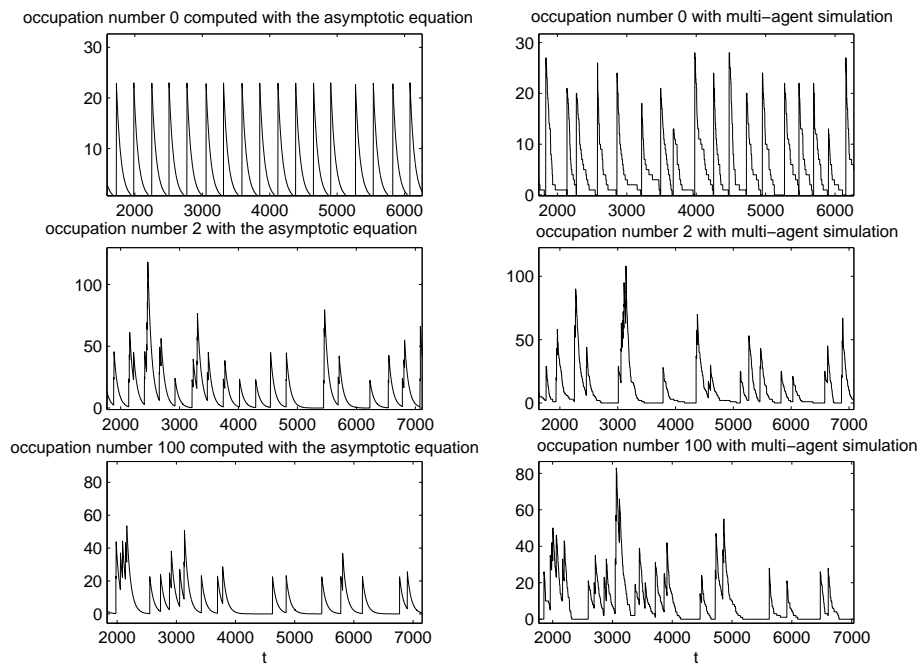 occupation number 0 computed with the asymptotic equation
30
20
10
2000 3000 4000 5000 6000
occupation number 0 with multi−agent simulation
30
25
20
15
10
5
0
2000 3000 4000 5000 6000
occupation number 2 with the asymptotic equation
100
50
0
2000 3000 4000 5000 6000 7000
occupation number 2 with multi−agent simulation
100
50
0
2000 3000 4000 5000 6000 7000
occupation number 100 computed with the asymptotic equation
80
60
40
20
0
2000 3000 4000 5000 6000 7000
t
occupation number 100 with multi−agent simulation
80
60
40
20
0
2000 3000 4000 5000 6000 7000
t